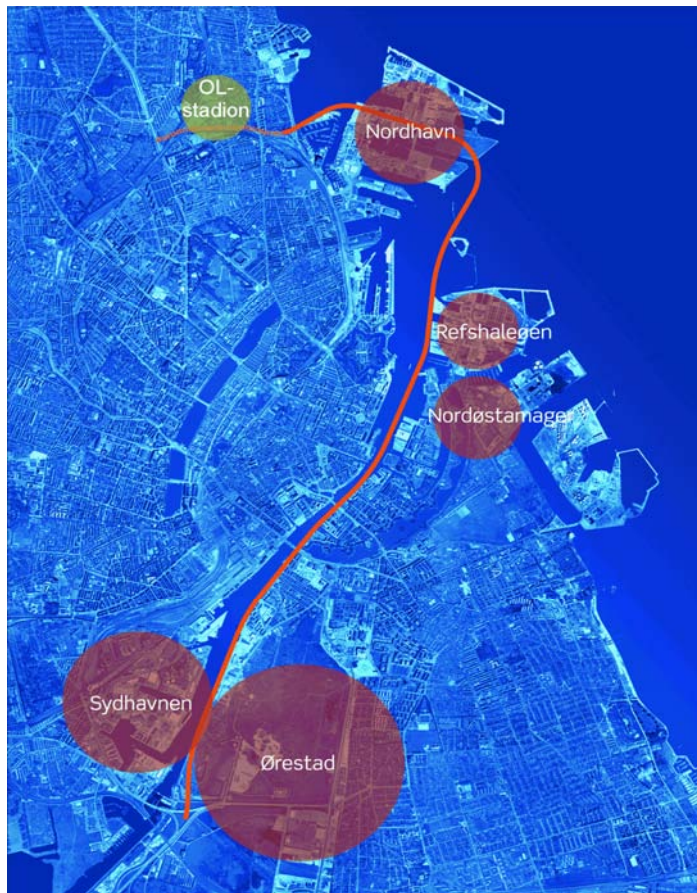 OL-
stadion
Nordhavn
Refshaleøen
Nordøstamager
Sydhavnen
Ørestad